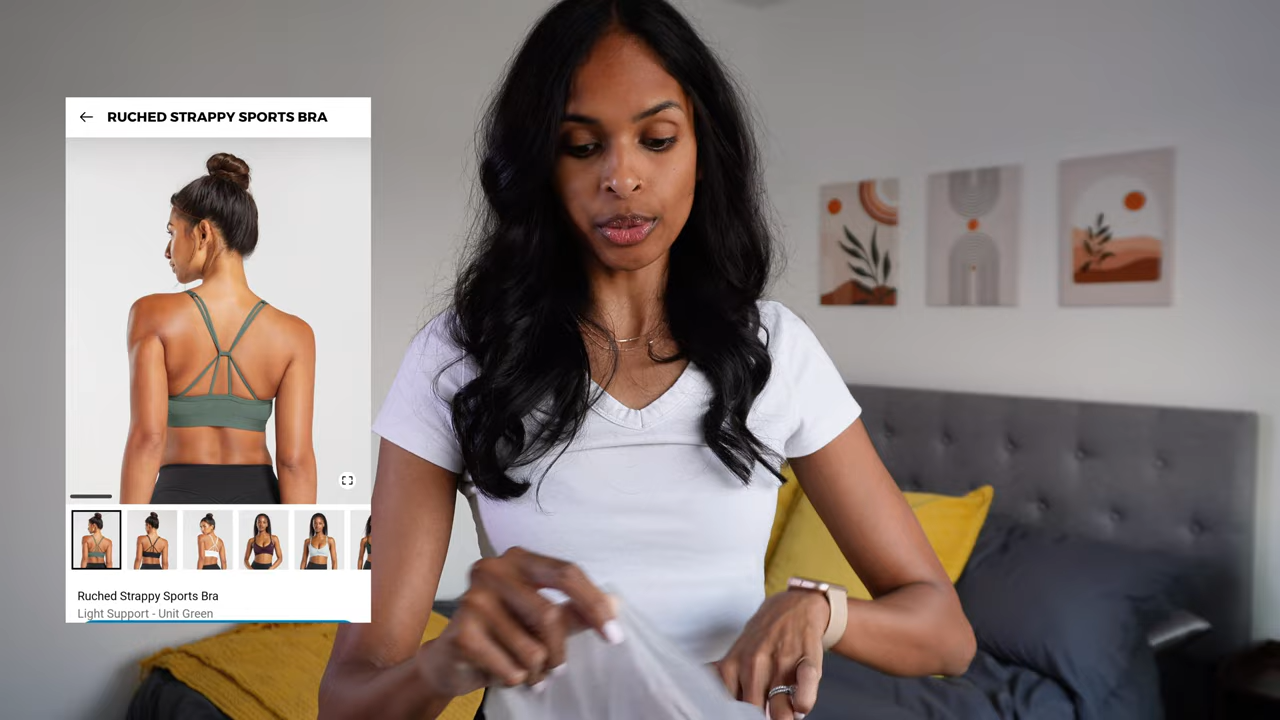 RUCHED STRAPPY SPORTS BRA
Ruched Strappy Sports Bra
Light Support - Unit Green